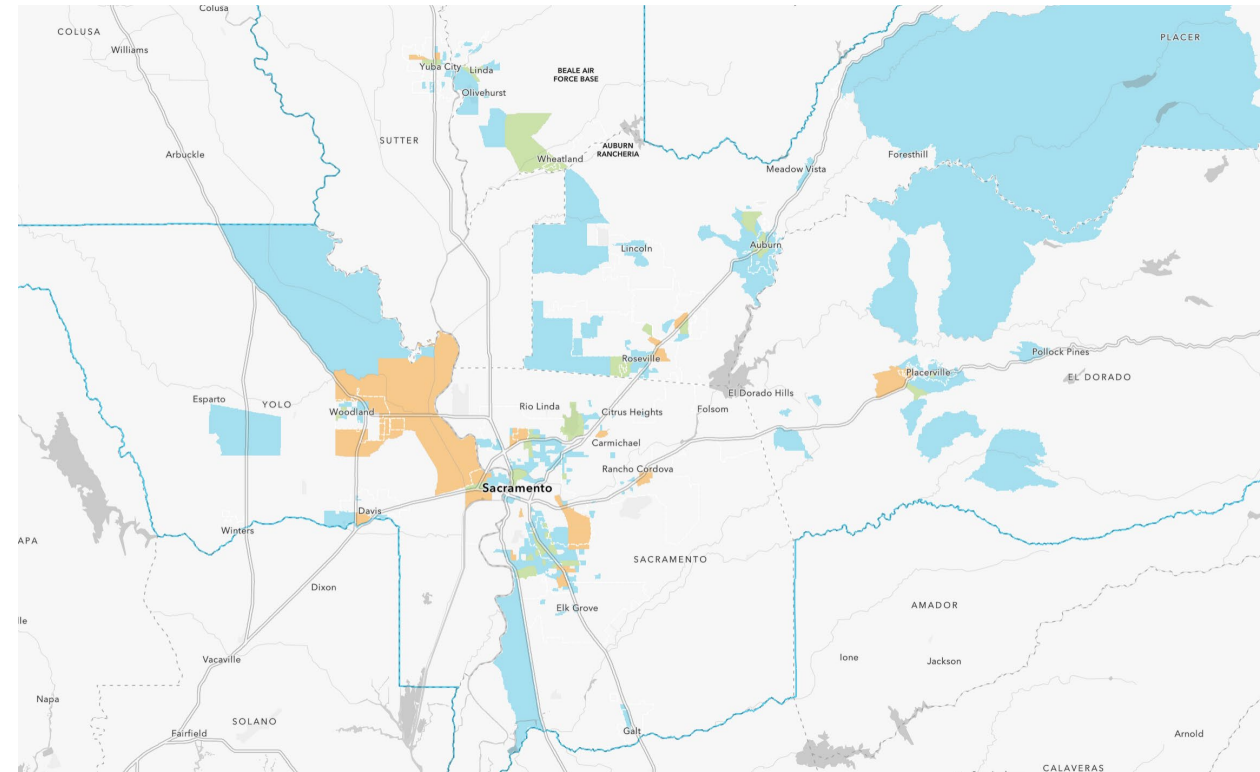 Colusa
COLUSA
Williams
PLACER
Yuba City
Linda
BEALE AIR
FORCE BASE
Olivehurst
SUTTER
AUBURN
RANCHERIA
Arbuckle
Wheatland
Foresthill
Meadow Vista
Lincoln
Auburn
Roseville
Pollock Pines
Placerville
EL DORADO
Esparto
YOLO
Woodland
Rio Linda
Citrus Heights
Folsom
El Dorado Hills
Carmichael
Rancho Cordova
Sacramento
Davis
Winters
APA
SACRAMENTO
Dixon
Elk Grove
AMADOR
lle
Vacaville
Ione
Jackson
Napa
SOLANO
Fairfield
Galt
Arnold
CALAVERAS